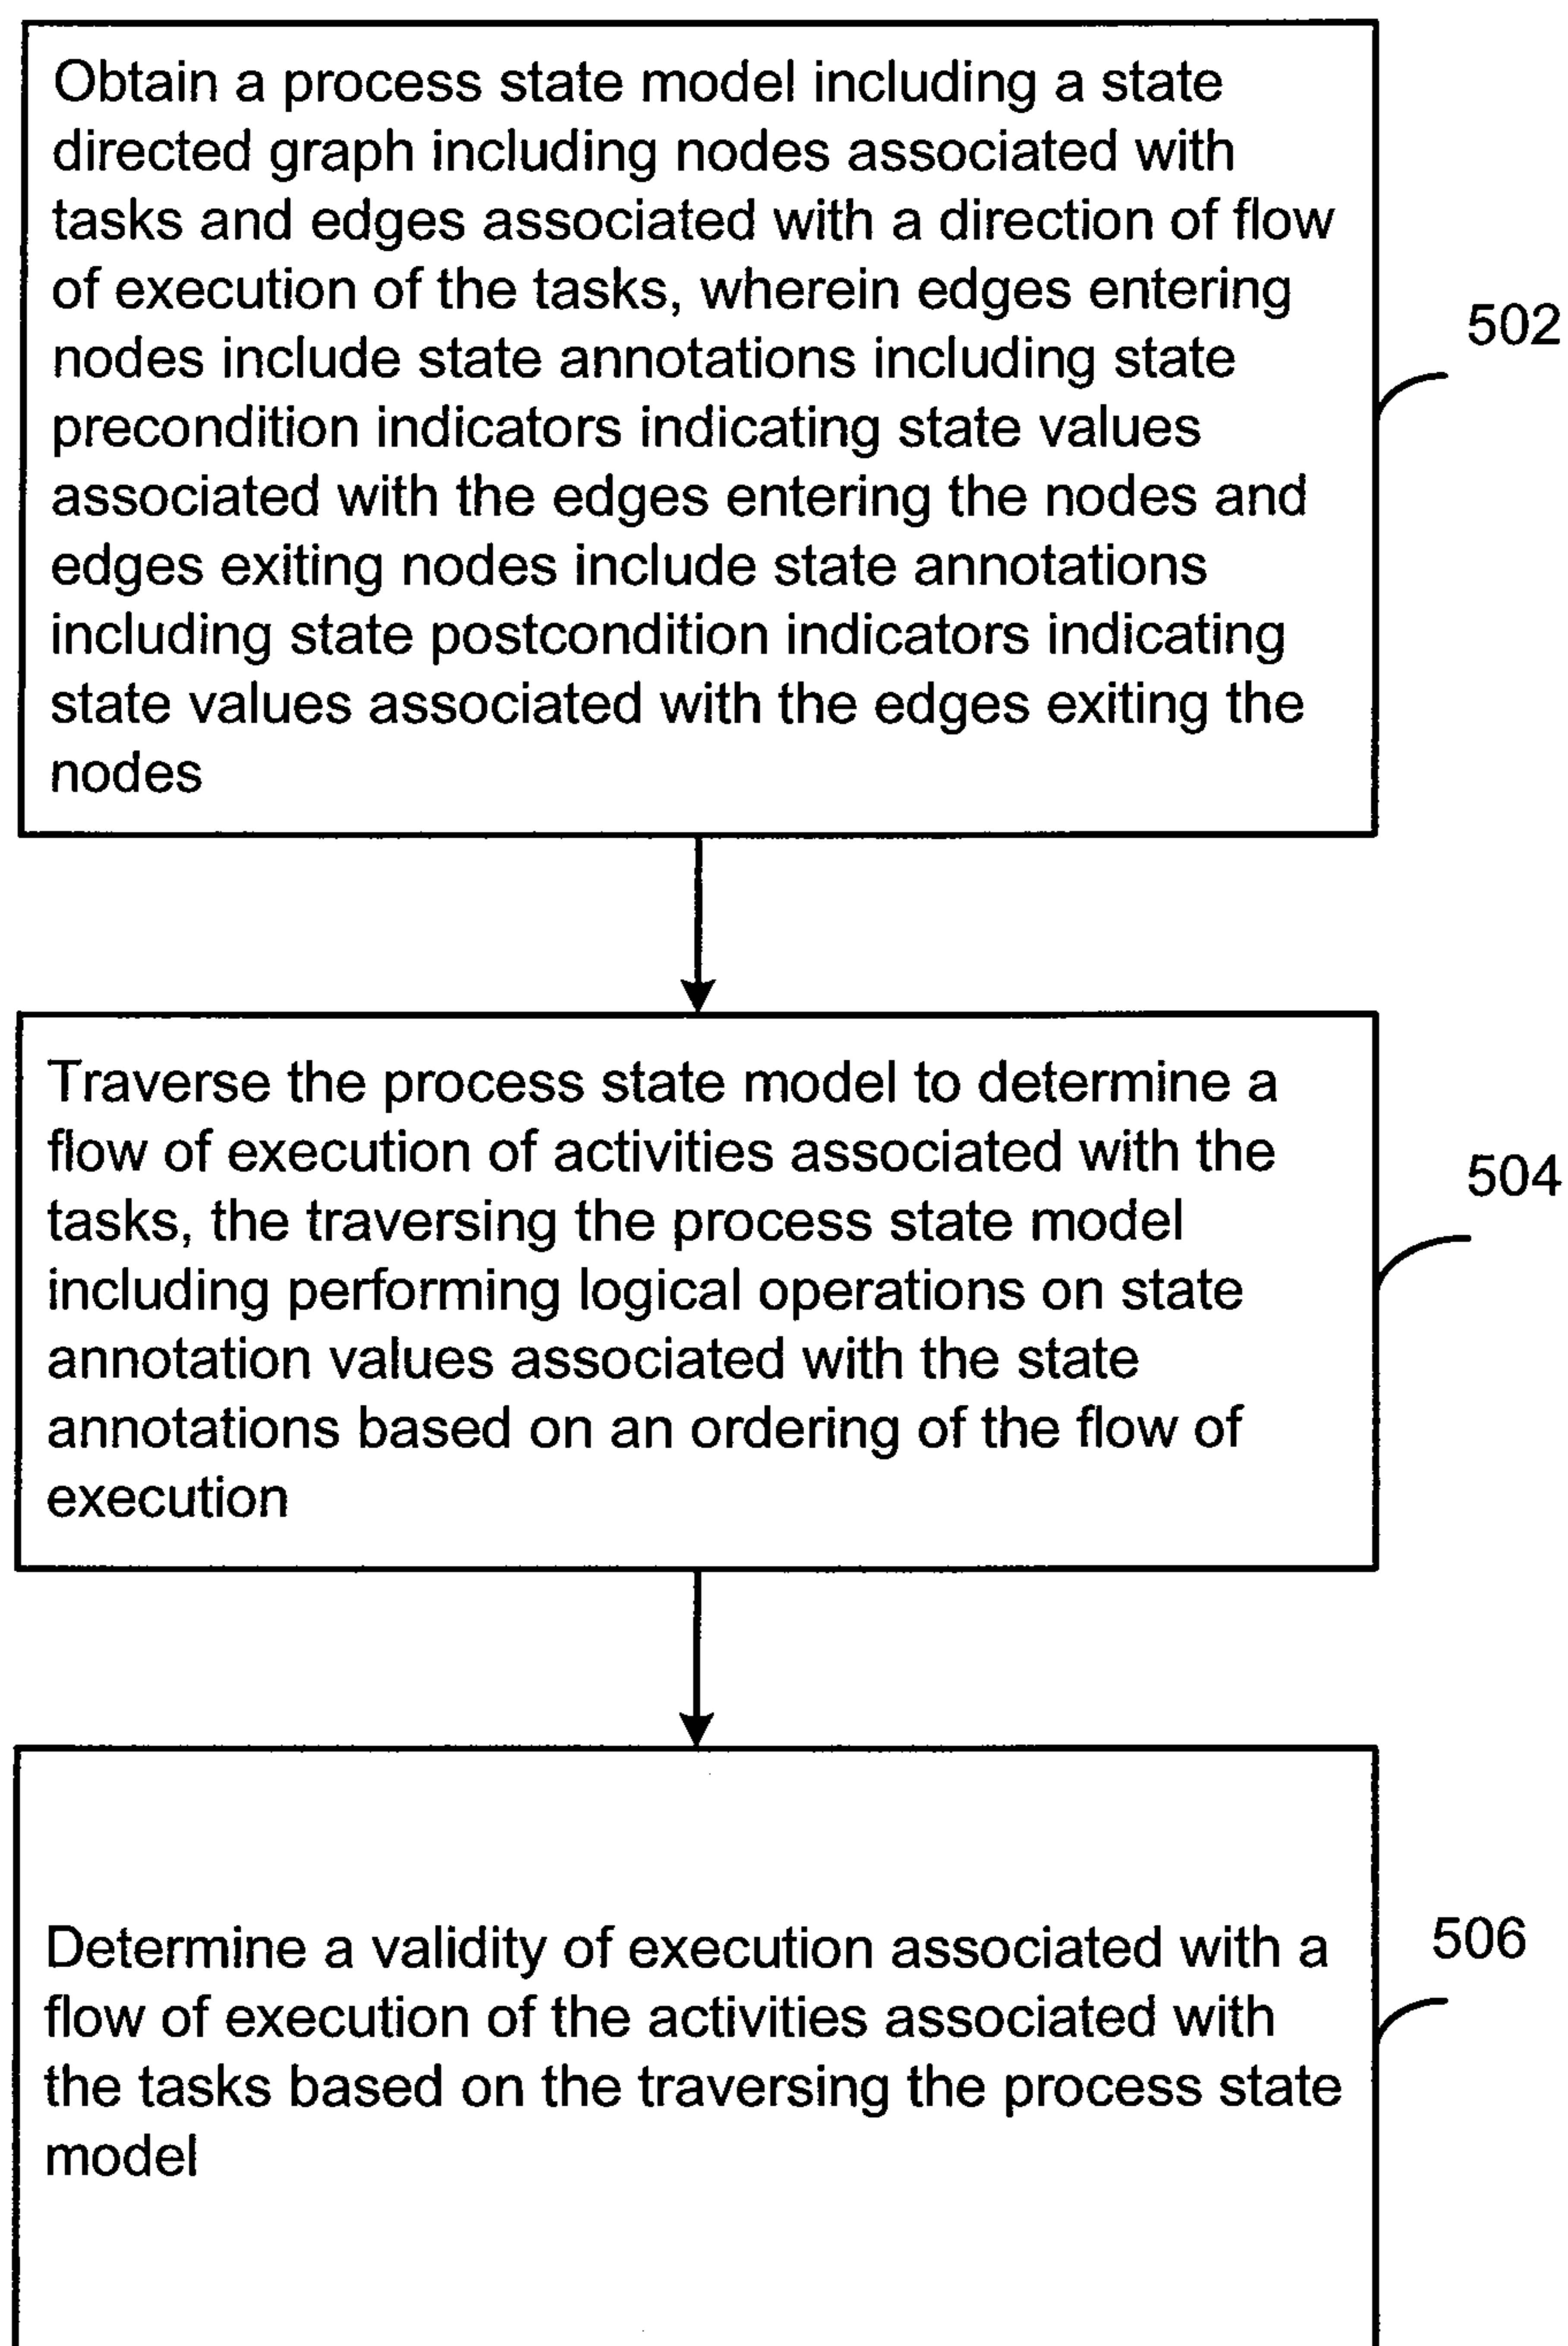 Obtain a process state model including a state
directed graph including nodes associated with
tasks and edges associated with a direction of flow
of execution of the tasks, wherein edges entering
nodes include state annotations including state
precondition indicators indicating state values
associated with the edges entering the nodes and
edges exiting nodes include state annotations
including state postcondition indicators indicating
state values associated with the edges exiting the
nodes
502
Traverse the process state model to determine a
flow of execution of activities associated with the
tasks, the traversing the process state model
including performing logical operations on state
annotation values associated with the state
annotations based on an ordering of the flow of
execution
504
Determine a validity of execution associated with a
flow of execution of the activities associated with
the tasks based on the traversing the process state
model
506